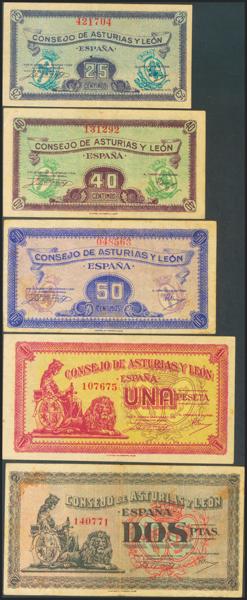 421704
CONSEJO DE ASTURIAS Y LEÓN
ESPAÑA
25
CENTIMOS
131292
CONSEJO DE ASTURIAS Y LEÓN
ESPAÑA
40
CENTIMOS
048563
CONSEJO DE ASTURIAS Y LEÓN
ESPAÑA
60
CENTIMOS
CONSEJO DE ASTURIAS Y LEÓN
ESPAÑA
107675
UNA
PESETA
CONSEJO DE ASTURIAS Y LEÓN
ESPAÑA
140771
DOS PTAS.